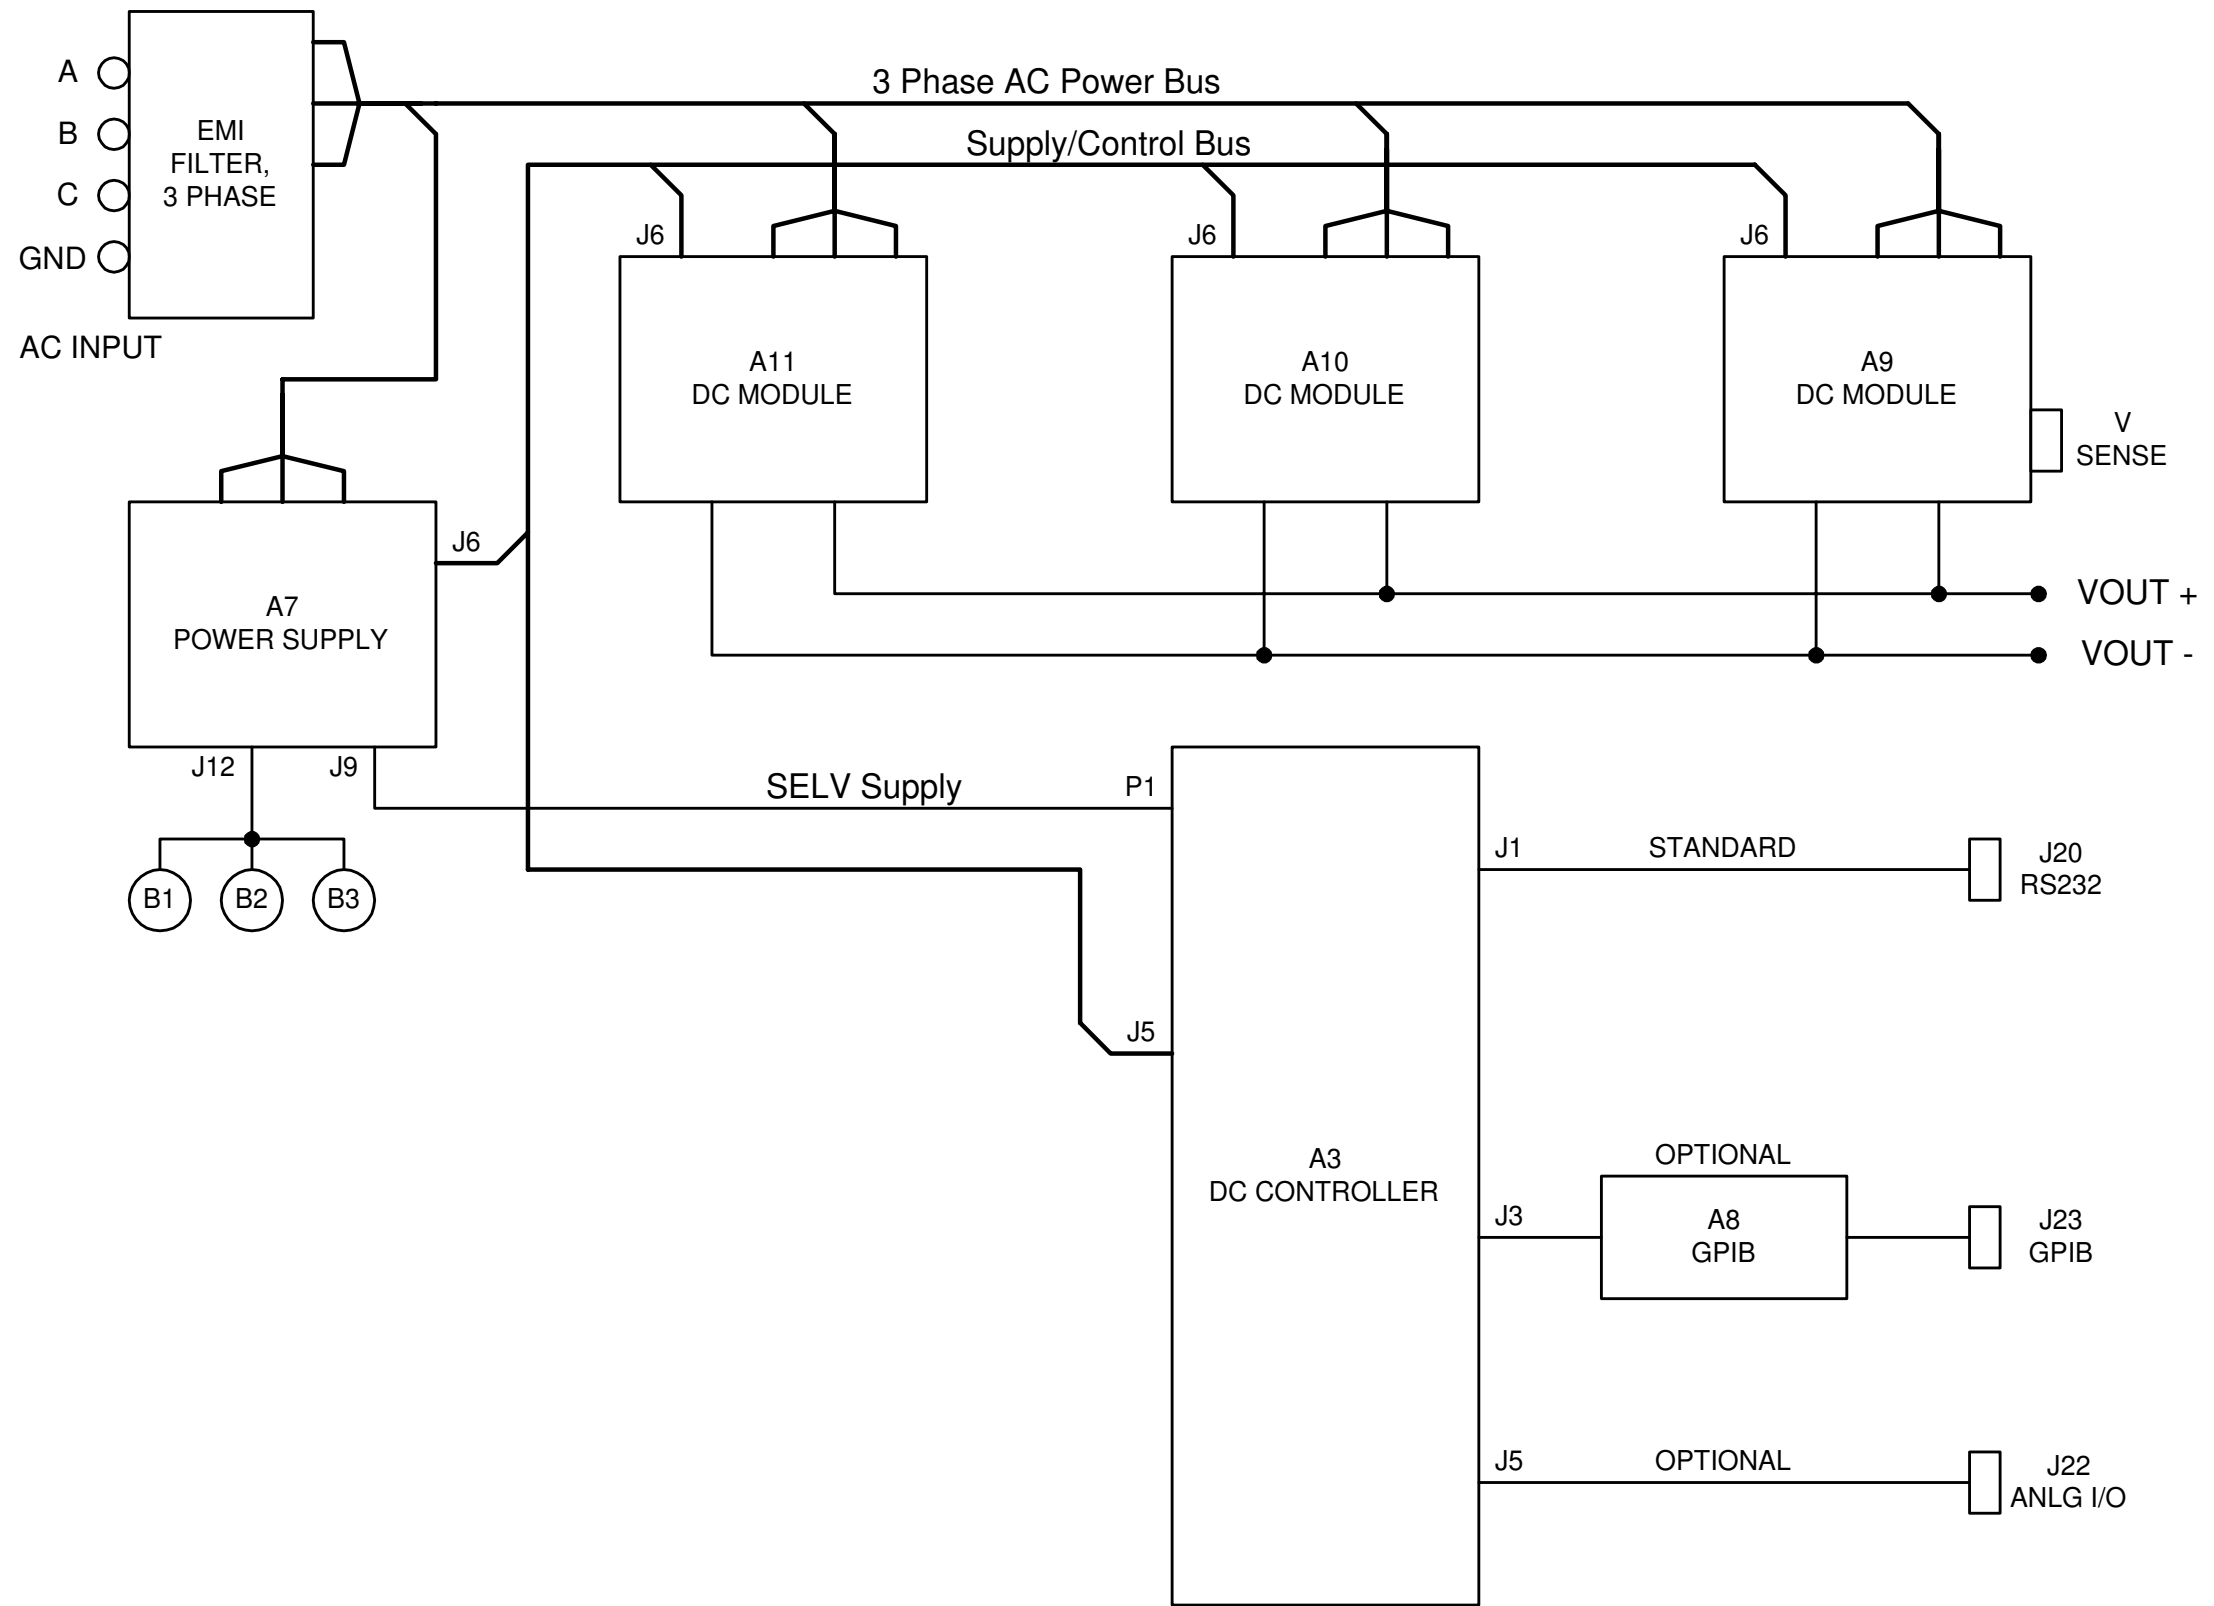 A
B
C
GND
EMI
FILTER,
3 PHASE
AC INPUT
3 Phase AC Power Bus
Supply/Control Bus
J6
J6
J6
A11
DC MODULE
A10
DC MODULE
A9
DC MODULE
V
SENSE
J6
A7
POWER SUPPLY
VOUT +
VOUT -
J12
J9
SELV Supply
P1
B1
B2
B3
J1
STANDARD
J20
RS232
J5
A3
DC CONTROLLER
OPTIONAL
J3
A8
GPIB
J23
GPIB
J5
OPTIONAL
J22
ANLG I/O